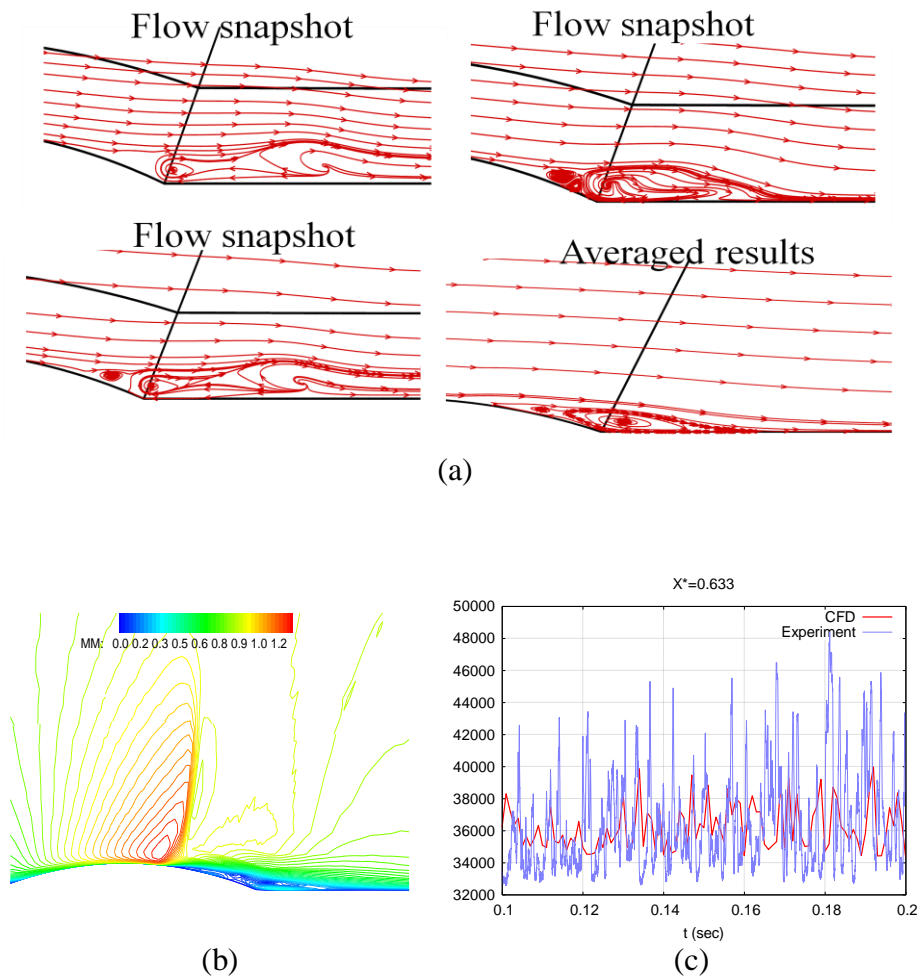 Flow snapshot
Flow snapshot
Flow snapshot
Averaged results
(a)
MM: 0.0 0.2 0.3 0.5 0.6 0.8 0.9 1.0 1.2
X*=0.633
CFD
Experiment
50000
48000
46000
44000
42000
40000
38000
36000
34000
32000
0.1 0.12 0.14 0.16 0.18 0.2
t (sec)
(b)
(c)